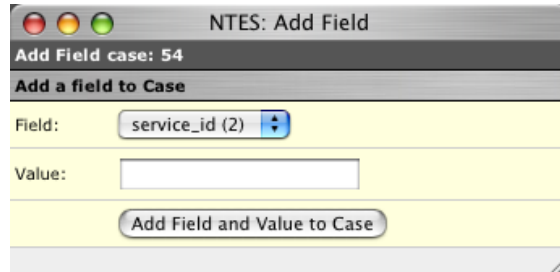 NTES: Add Field
Add Field case: 54
Add a field to Case
Field:
service_id (2)
Value:
Add Field and Value to Case